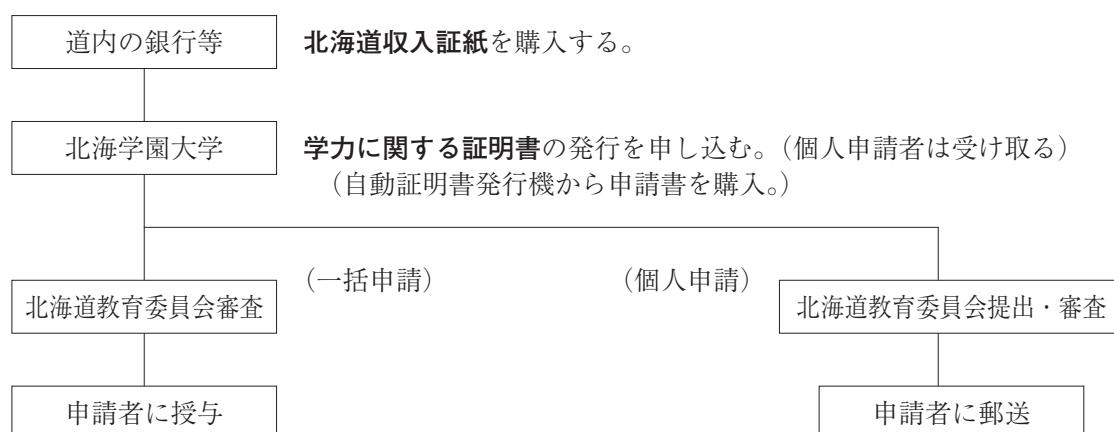 道内の銀行等 北海道収入証紙を購入する。
北海学園大学 学力に関する証明書の発行を申し込む。（個人申請者は受け取る）
（自動証明書発行機から申請書を購入。）
（一括申請） （個人申請）
北海道教育委員会審査 北海道教育委員会提出・審査
申請者に授与 申請者に郵送